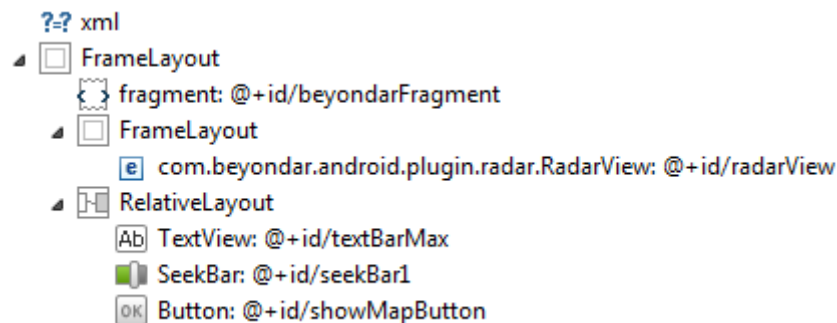 ?=? xml
FrameLayout
fragment: @+id/beyondarFragment
FrameLayout
e com.beyondar.android.plugin.radar.RadarView: @+id/radarView
RelativeLayout
Ab TextView: @+id/textBarMax
SeekBar: @+id/seekBar1
OK Button: @+id/showMapButton